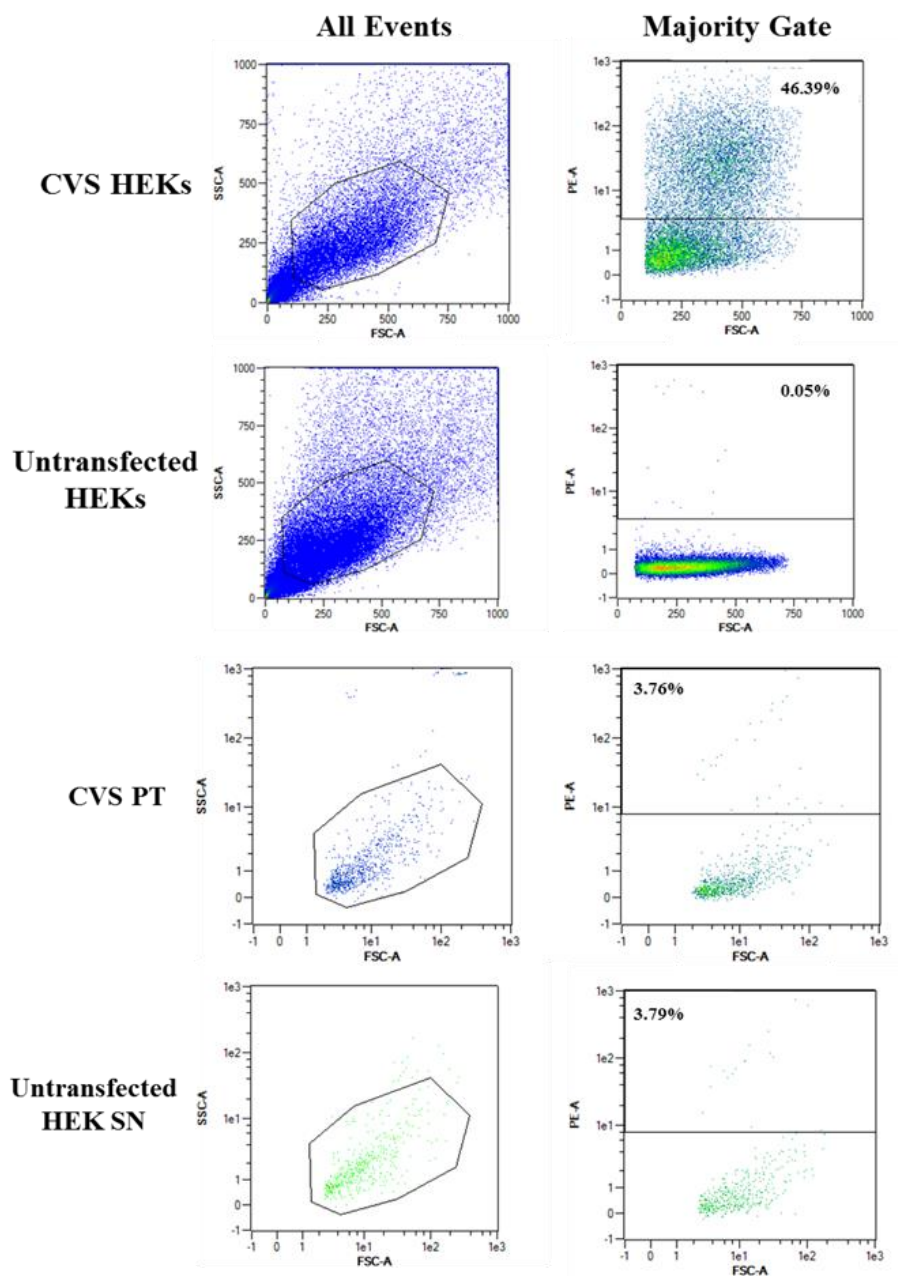 All Events
Majority Gate
CVS HEKs
1000
750
500
250
0
SSC-A
0 250 500 750 1000
FSC-A
46.39%
1e3
1e2
1e1
1
0
-1
PE-A
0 250 500 750 1000
FSC-A
Untransfected
HEKs
1000
750
500
250
0
SSC-A
0 250 500 750 1000
FSC-A
0.05%
1e3
1e2
1e1
1
0
-1
PE-A
0 250 500 750 1000
FSC-A
CVS PT
1e3
1e2
1e1
1
0
-1
SSC-A
-1 0 1 1e1 1e2 1e3
FSC-A
3.76%
1e3
1e2
1e1
1
0
-1
PE-A
-1 0 1 1e1 1e2 1e3
FSC-A
Untransfected
HEK SN
1e3
1e2
1e1
1
0
-1
SSC-A
-1 0 1 1e1 1e2 1e3
FSC-A
3.79%
1e3
1e2
1e1
1
0
-1
PE-A
-1 0 1 1e1 1e2 1e3
FSC-A